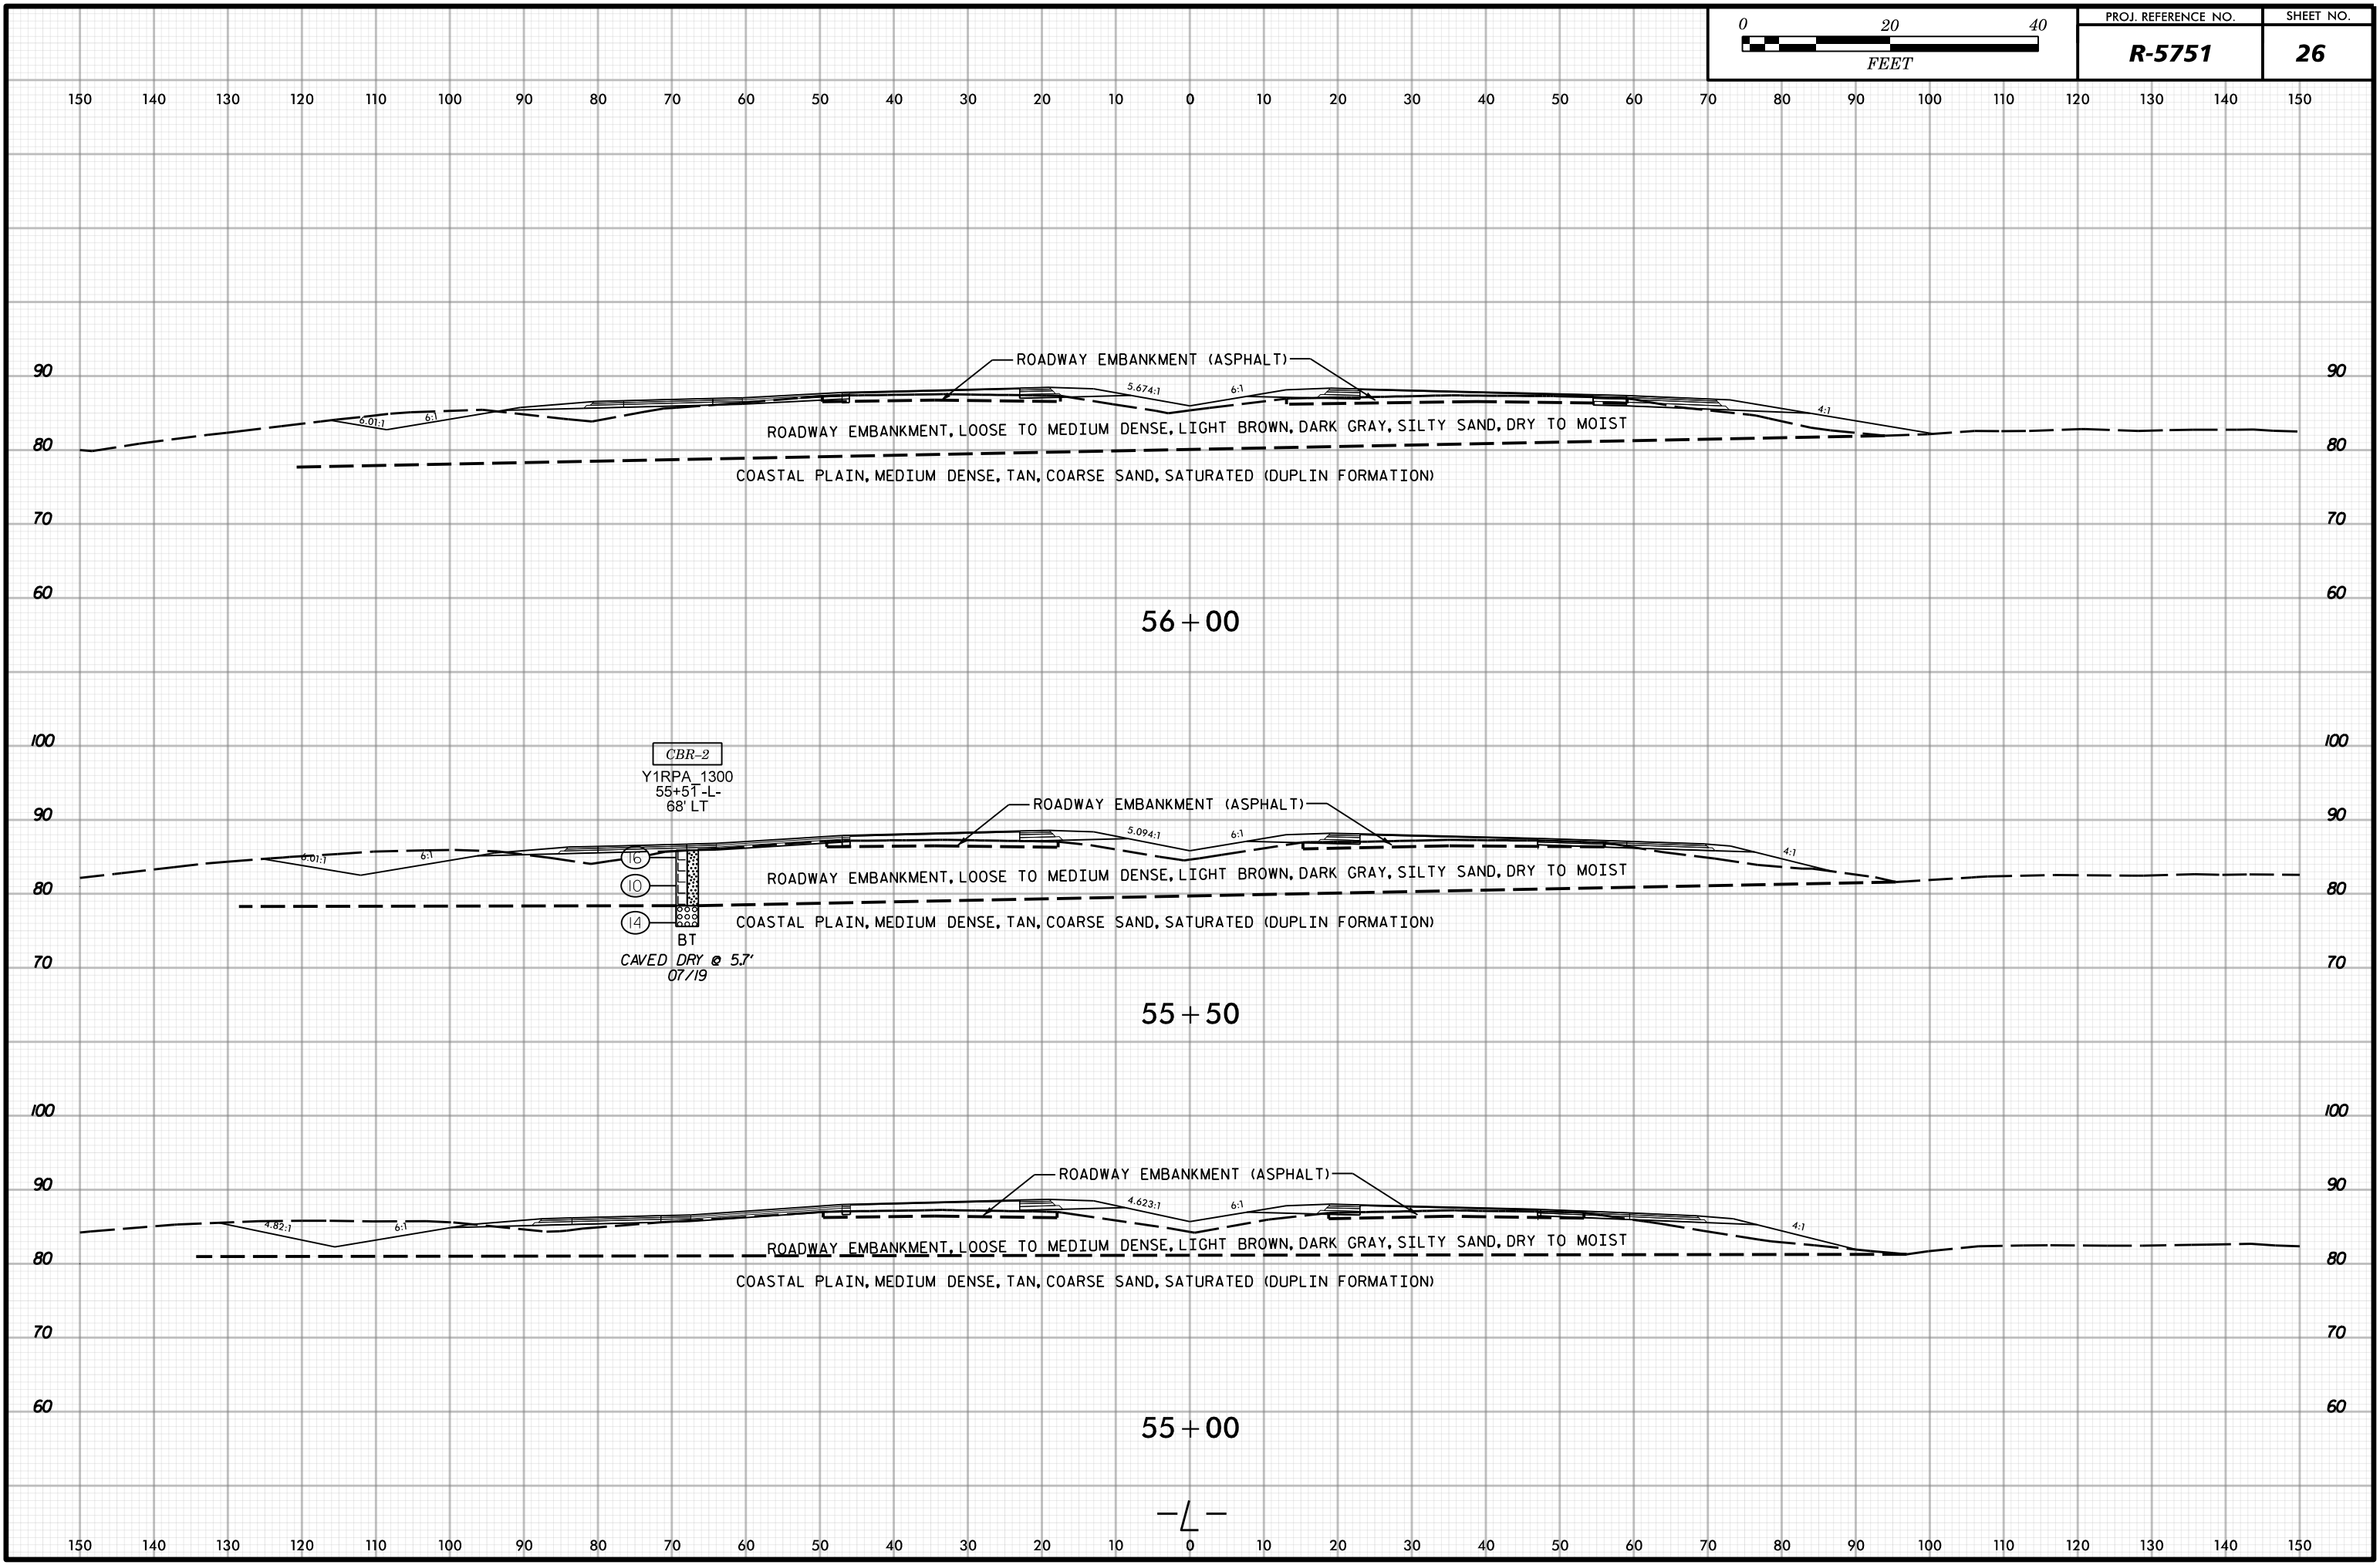 0 20 40
FEET
PROJ. REFERENCE NO.
SHEET NO.
R-5751
26
150 140 130 120 110 100 90 80 70 60 50 40 30 20 10 0 10 20 30 40 50 60 70 80 90 100 110 120 130 140 150
ROADWAY EMBANKMENT (ASPHALT)
90 90
5.674:1 6:1
6.01:1 6:1 4:1
ROADWAY EMBANKMENT, LOOSE TO MEDIUM DENSE, LIGHT BROWN, DARK GRAY, SILTY SAND, DRY TO MOIST
80 80
COASTAL PLAIN, MEDIUM DENSE, TAN, COARSE SAND, SATURATED (DUPLIN FORMATION)
70 70
60 60
56+00
100 100
CBR-2
Y1RPA_1300
55+51 -L-
68' LT
ROADWAY EMBANKMENT (ASPHALT)
90 90
5.094:1 6:1
6.01:1 6:1 4:1
16
ROADWAY EMBANKMENT, LOOSE TO MEDIUM DENSE, LIGHT BROWN, DARK GRAY, SILTY SAND, DRY TO MOIST
10
80 80
14
COASTAL PLAIN, MEDIUM DENSE, TAN, COARSE SAND, SATURATED (DUPLIN FORMATION)
BT
CAVED DRY @ 5.7'
07/19
70 70
55+50
100 100
ROADWAY EMBANKMENT (ASPHALT)
90 90
4.623:1 6:1
4.82:1 6:1 4:1
ROADWAY EMBANKMENT, LOOSE TO MEDIUM DENSE, LIGHT BROWN, DARK GRAY, SILTY SAND, DRY TO MOIST
80 80
COASTAL PLAIN, MEDIUM DENSE, TAN, COARSE SAND, SATURATED (DUPLIN FORMATION)
70 70
60 60
55+00
-L-
150 140 130 120 110 100 90 80 70 60 50 40 30 20 10 0 10 20 30 40 50 60 70 80 90 100 110 120 130 140 150